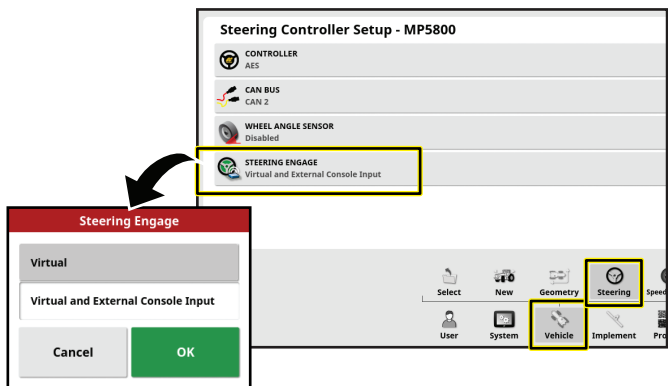 Steering Controller Setup - MP5800
CONTROLLER
AES
CAN BUS
CAN 2
WHEEL ANGLE SENSOR
Disabled
STEERING ENGAGE
Virtual and External Console Input
Steering Engage
Virtual
Virtual and External Console Input
Cancel
OK
Select New Geometry Steering
User System Vehicle Implement